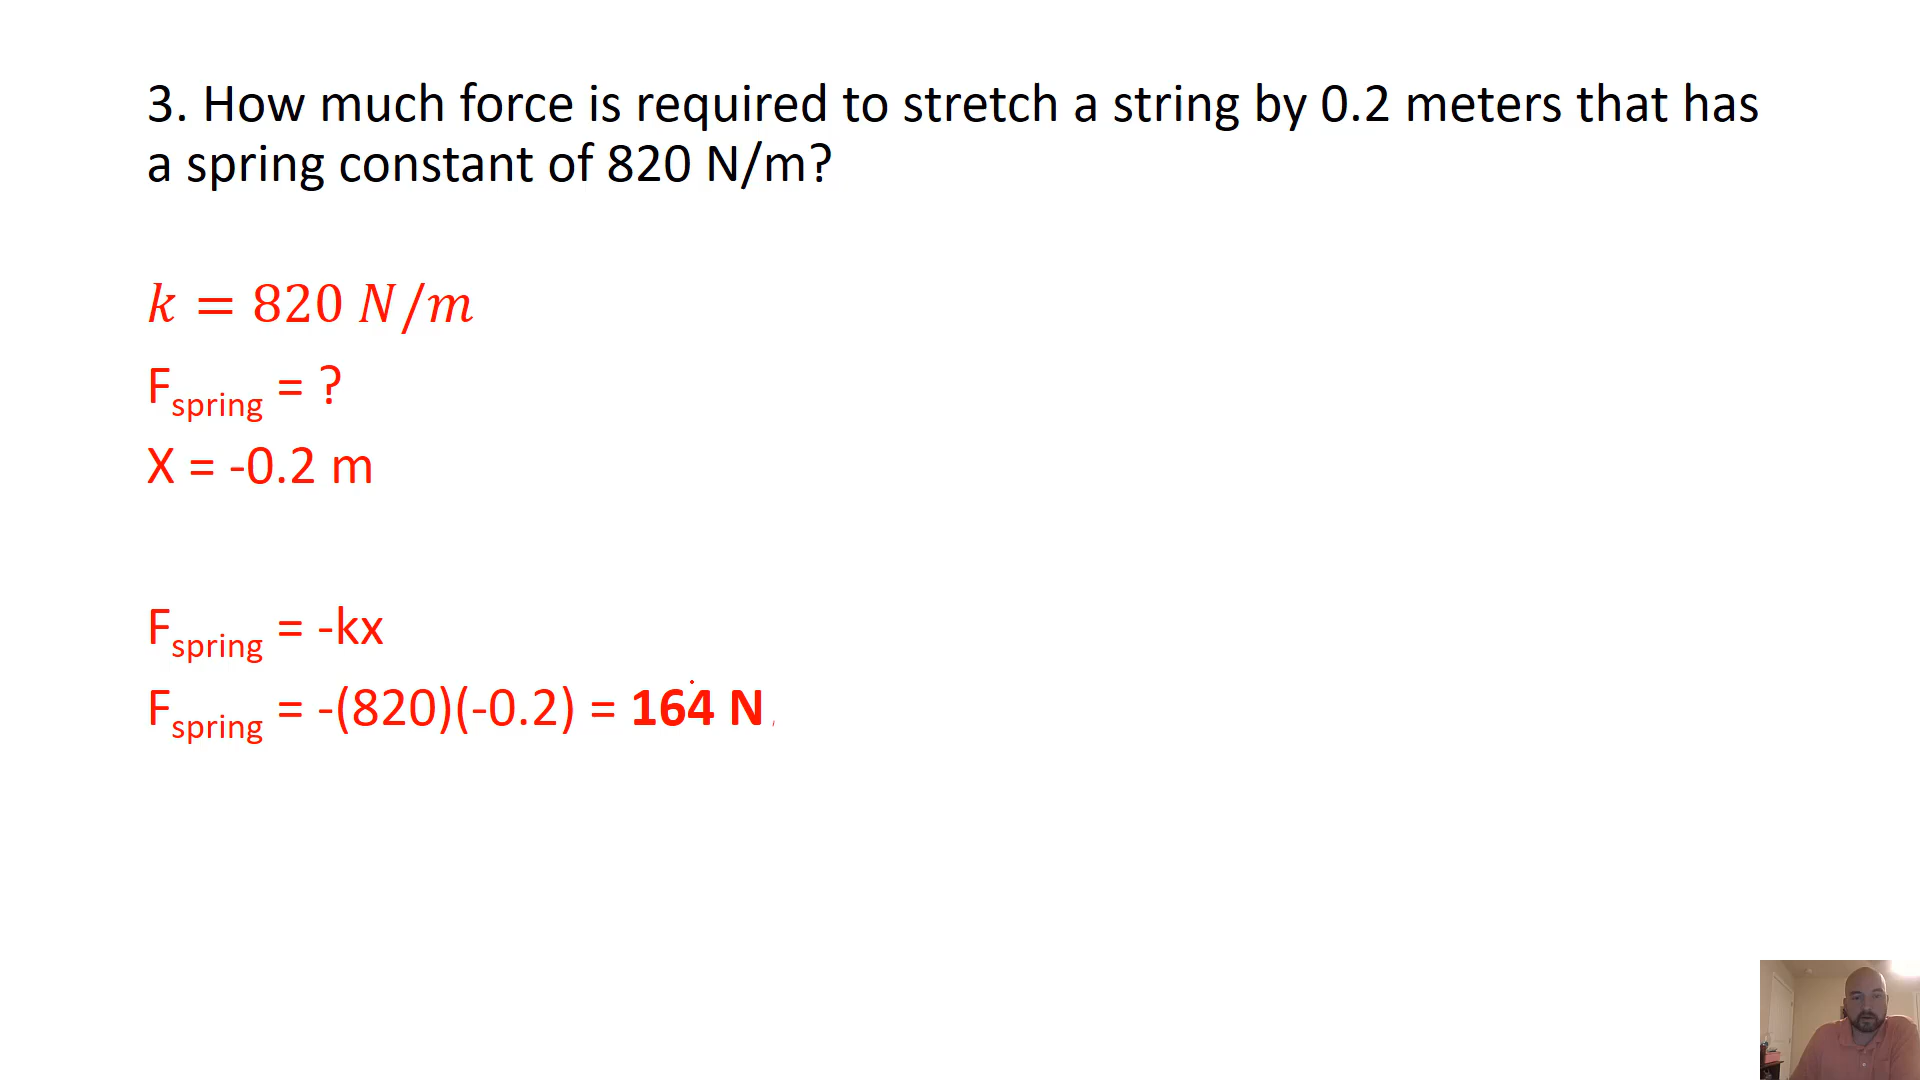 3. How much force is required to stretch a string by 0.2 meters that has
a spring constant of 820 N/m?
k = 820 N/m
Fspring = ?
X = -0.2 m
Fspring = -kx
Fspring = -(820)(-0.2) = 164 N